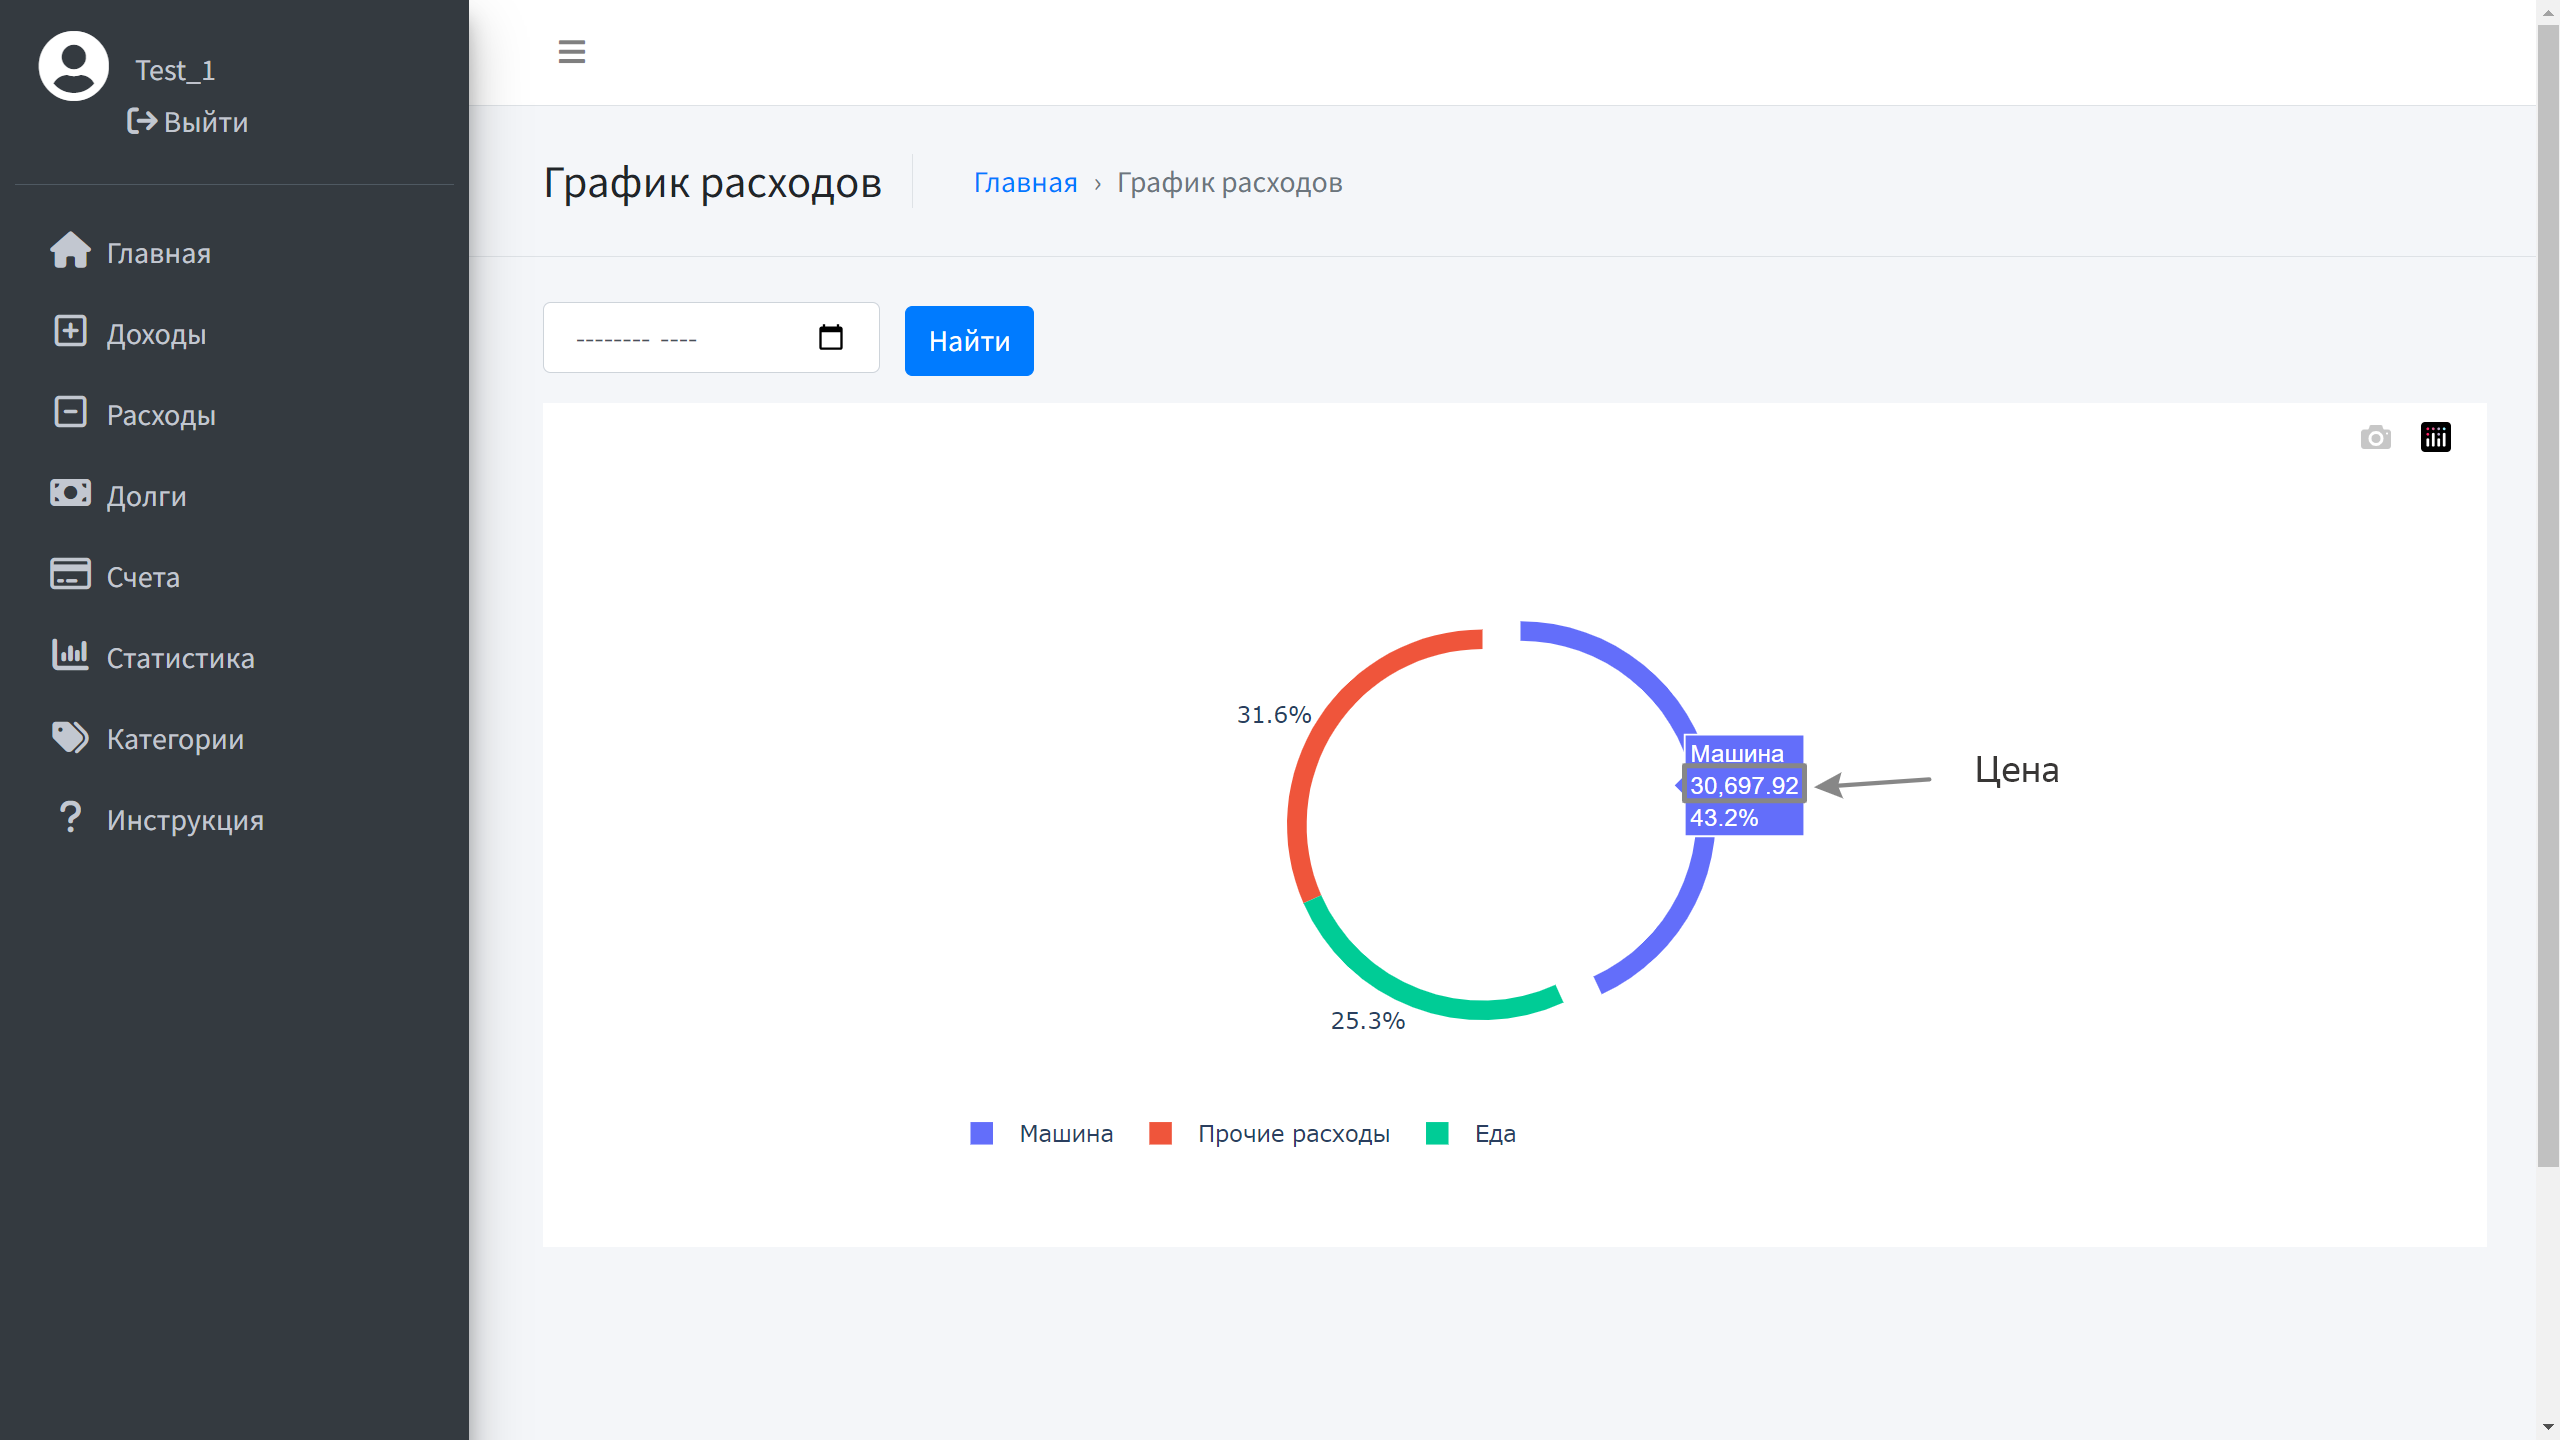 Test_1
Выйти
Главная
Доходы
Расходы
Долги
Счета
Статистика
Категории
Инструкция
График расходов
Главная › График расходов
-------- ----
Найти
31.6%
25.3%
Машина
30,697.92
43.2%
Цена
Машина Прочие расходы Еда